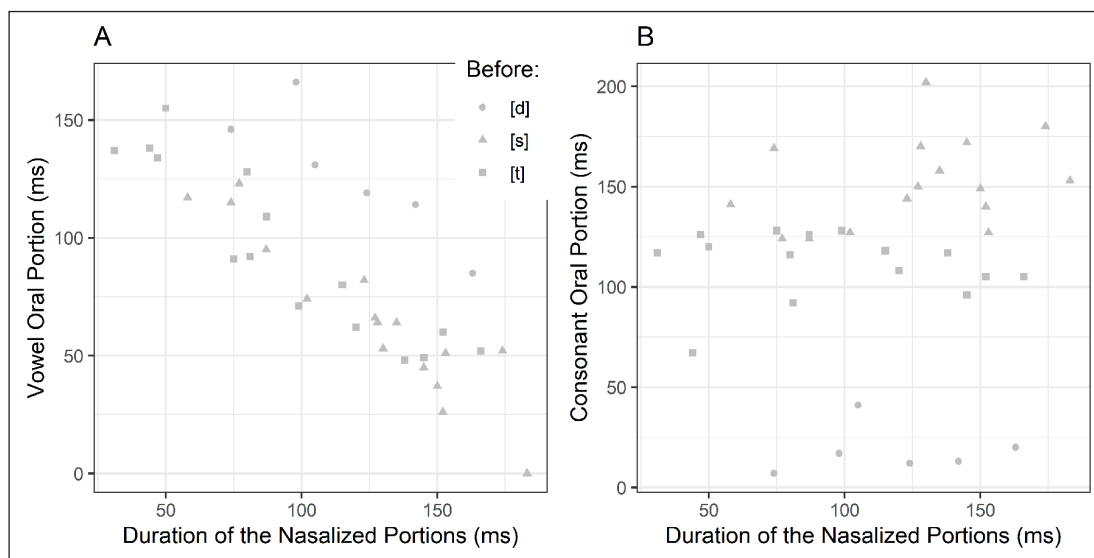 A
Before:
[d]
[s]
[t]
Vowel Oral Portion (ms)
150
100
50
0
50
100
150
Duration of the Nasalized Portions (ms)
B
Consonant Oral Portion (ms)
200
150
100
50
0
50
100
150
Duration of the Nasalized Portions (ms)